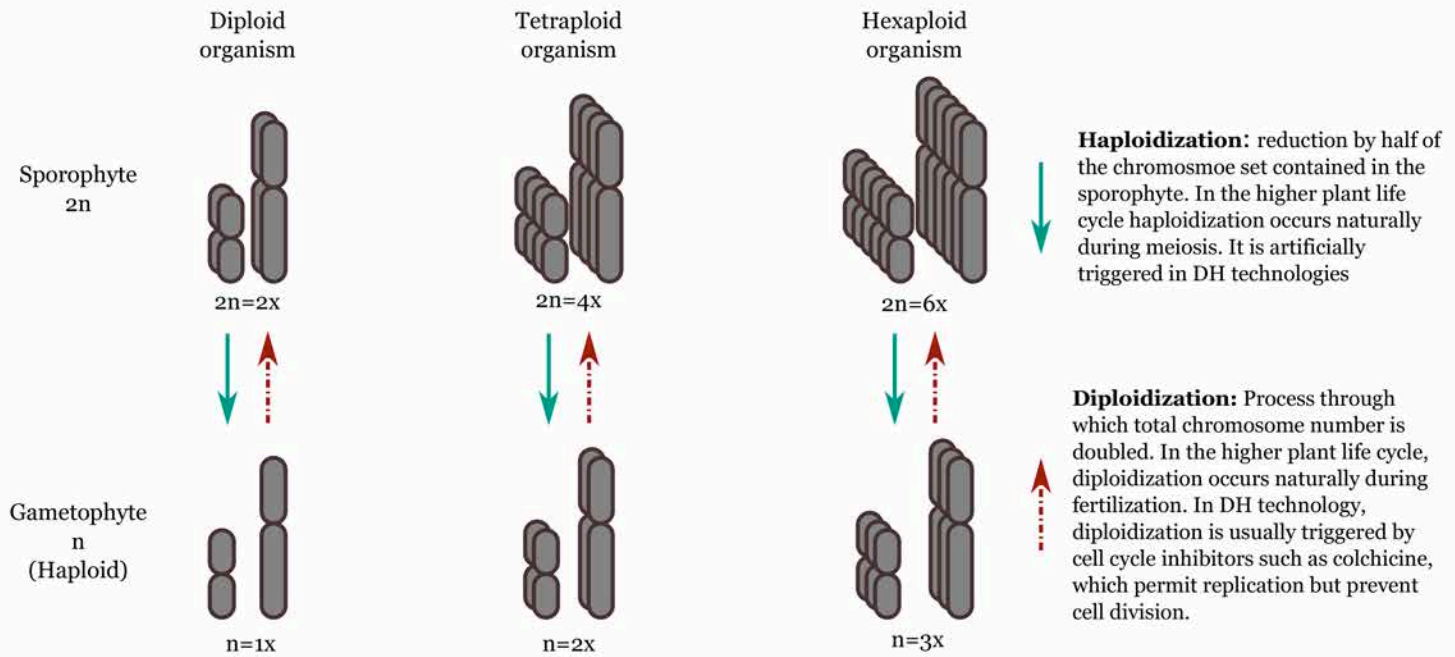 Diploid
organism
Tetraploid
organism
Hexaploid
organism
Sporophyte
2n
2n=2x
2n=4x
2n=6x
Haploidization: reduction by half of
the chromosmoe set contained in the
sporophyte. In the higher plant life
cycle haploidization occurs naturally
during meiosis. It is artificially
triggered in DH technologies
Gametophyte
n
(Haploid)
n=1x
n=2x
n=3x
Diploidization: Process through
which total chromosome number is
doubled. In the higher plant life cycle,
diploidization occurs naturally during
fertilization. In DH technology,
diploidization is usually triggered by
cell cycle inhibitors such as colchicine,
which permit replication but prevent
cell division.